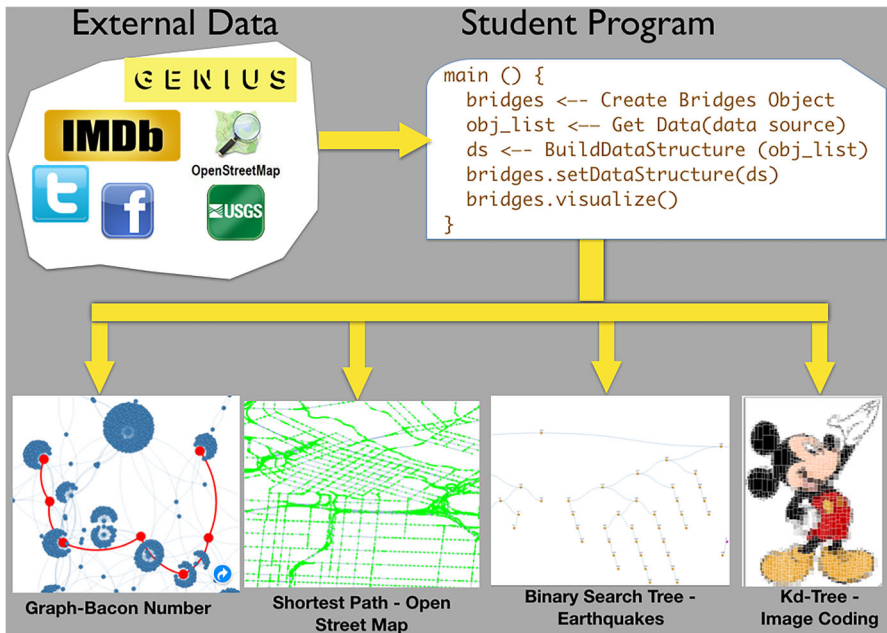 External Data
Student Program
GENIUS
IMDb
OpenStreetMap
t
f
USGS
main () {
bridges <-- Create Bridges Object
obj_list <-- Get Data(data source)
ds <-- BuildDataStructure (obj_list)
bridges.setDataStructure(ds)
bridges.visualize()
}
Graph-Bacon Number
Shortest Path - Open
Street Map
Binary Search Tree -
Earthquakes
Kd-Tree -
Image Coding